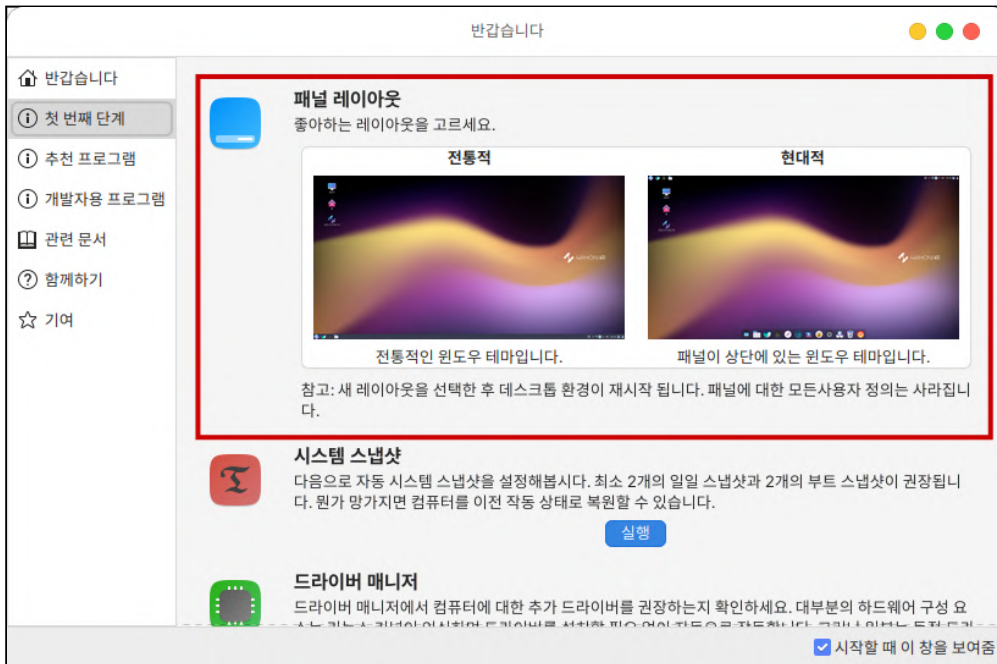 반갑습니다
반갑습니다
첫 번째 단계
추천 프로그램
개발자용 프로그램
관련 문서
함께하기
기여
패널 레이아웃
좋아하는 레이아웃을 고르세요.
전통적
현대적
전통적인 윈도우 테마입니다.
패널이 상단에 있는 윈도우 테마입니다.
참고: 새 레이아웃을 선택한 후 데스크톱 환경이 재시작 됩니다. 패널에 대한 모든사용자 정의는 사라집니
다.
시스템 스냅샷
다음으로 자동 시스템 스냅샷을 설정해봅시다. 최소 2개의 일일 스냅샷과 2개의 부트 스냅샷이 권장됩니
다. 뭔가 망가지면 컴퓨터를 이전 작동 상태로 복원할 수 있습니다.
실행
드라이버 매니저
드라이버 매니저에서 컴퓨터에 대한 추가 드라이버를 권장하는지 확인하세요. 대부분의 하드웨어 구성 요
시작할 때 이 창을 보여줌